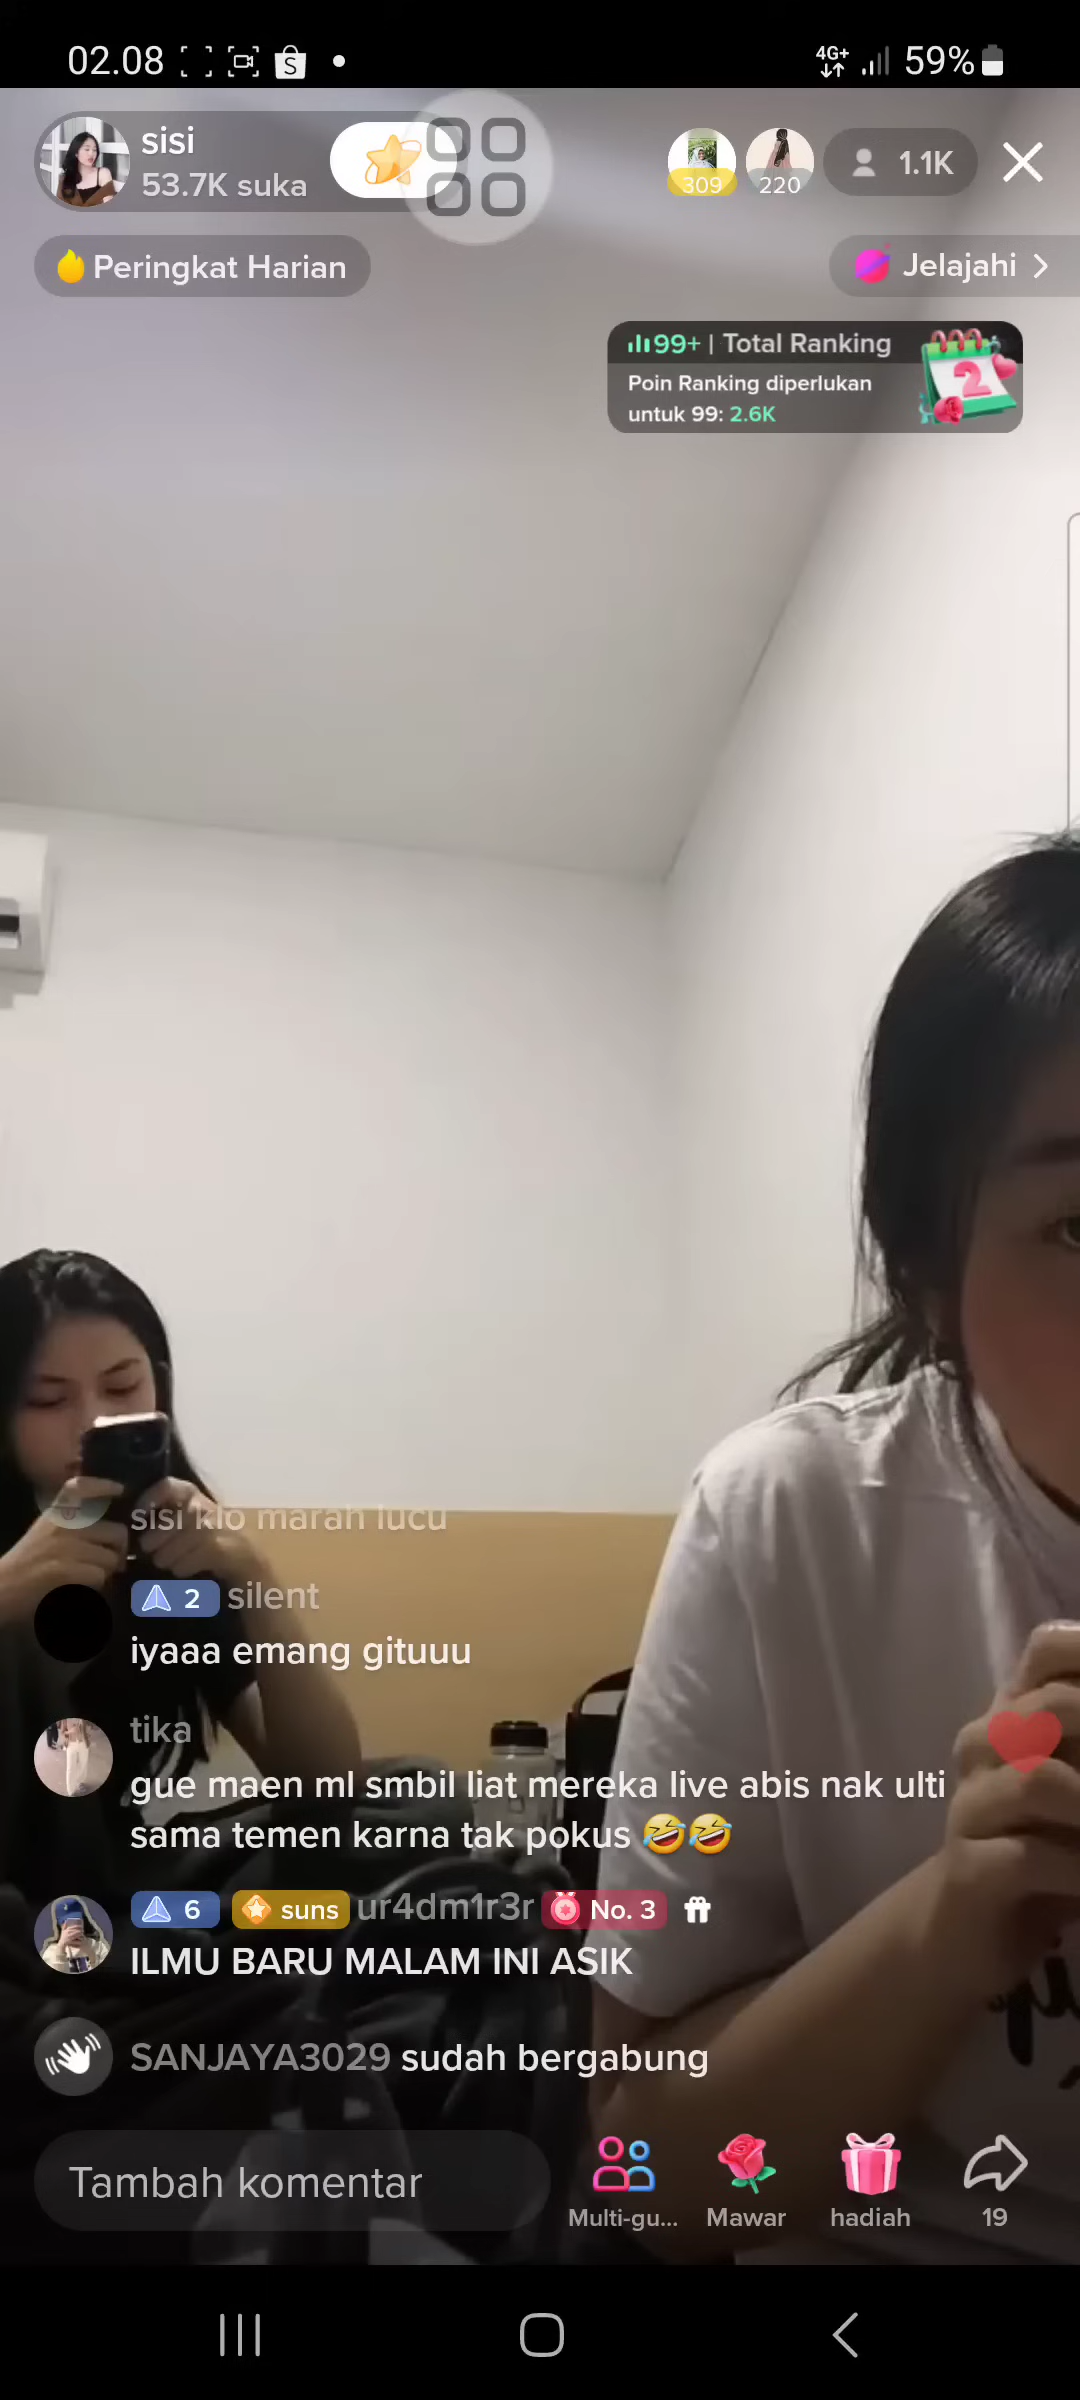 02.08
4G+
59%
sisi
53.7K suka
309
220
1.1K
Peringkat Harian
Jelajahi
99+ | Total Ranking
Poin Ranking diperlukan
untuk 99: 2.6K
2
sisi klo marah lucu
2 silent
iyaaa emang gituuu
tika
gue maen ml smbil liat mereka live abis nak ulti
sama temen karna tak pokus 🤣🤣
6 suns ur4dm1r3r No. 3
ILMU BARU MALAM INI ASIK
SANJAYA3029 sudah bergabung
Tambah komentar
Multi-gu...
Mawar
hadiah
19